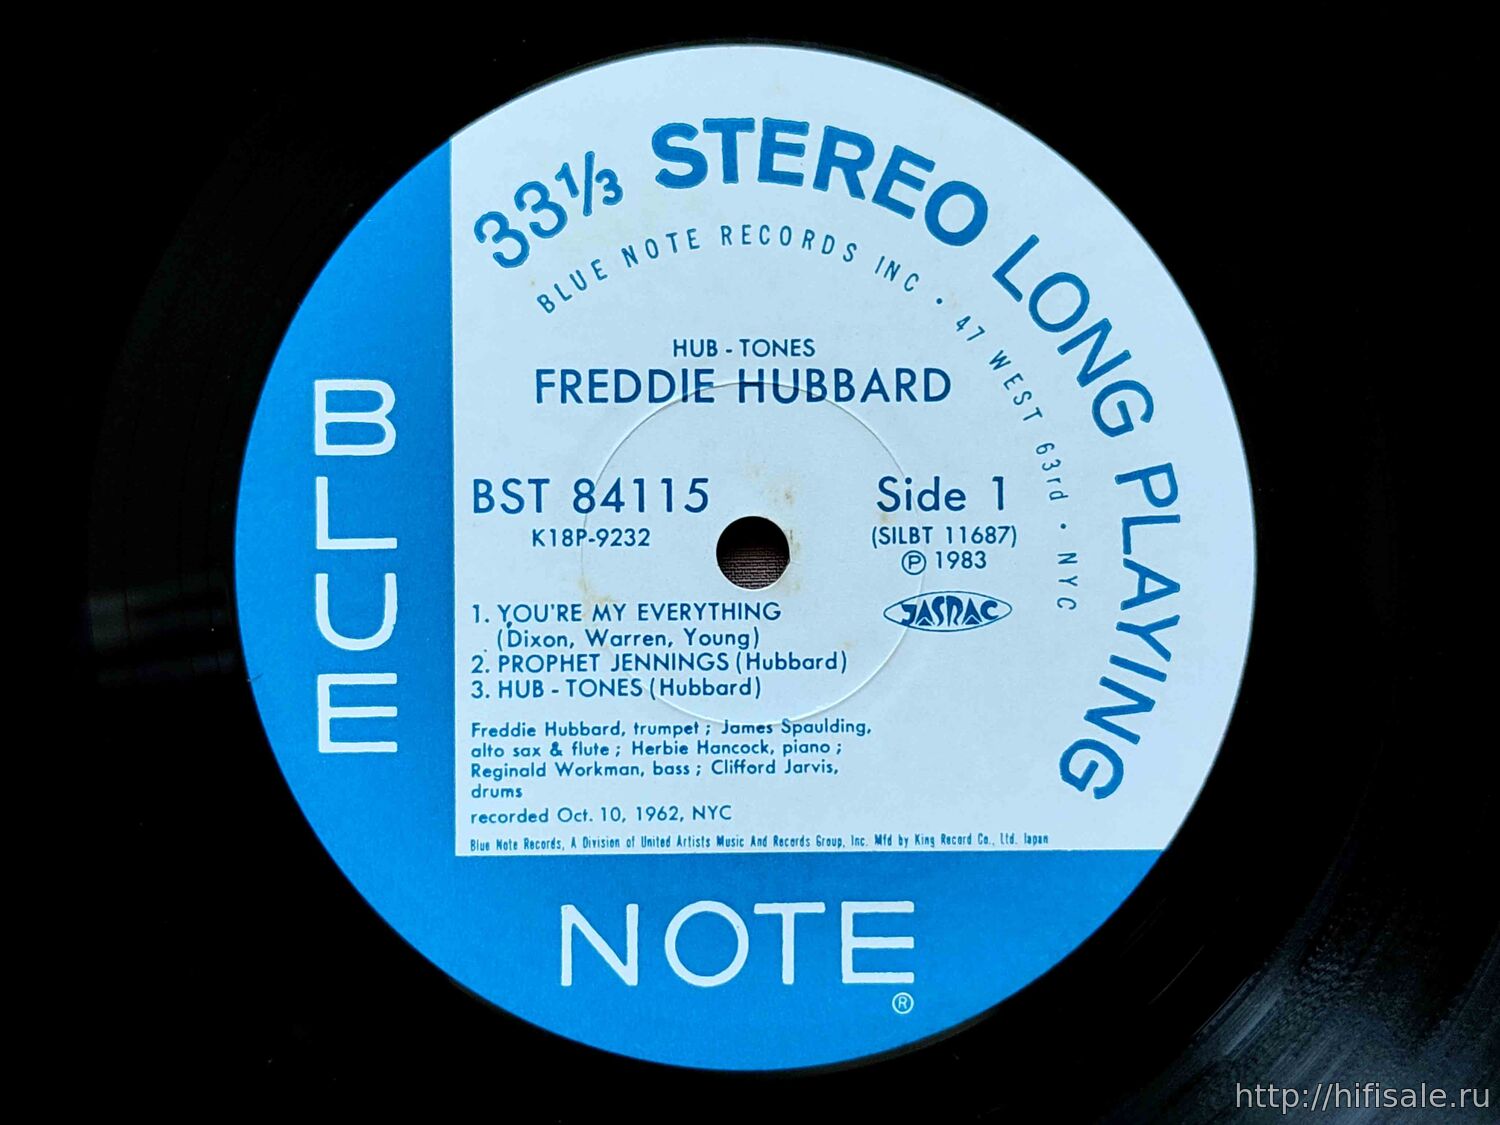 33⅓ STEREO LONG PLAYING
BLUE NOTE RECORDS INC • 47 WEST 63rd • NYC
HUB - TONES
FREDDIE HUBBARD
BST 84115
K18P-9232
Side 1
(SILBT 11687)
Ⓟ 1983
JASRAC
1. YOU'RE MY EVERYTHING
(Dixon, Warren, Young)
2. PROPHET JENNINGS (Hubbard)
3. HUB - TONES (Hubbard)
Freddie Hubbard, trumpet ; James Spaulding,
alto sax & flute ; Herbie Hancock, piano ;
Reginald Workman, bass ; Clifford Jarvis,
drums
recorded Oct. 10, 1962, NYC
Blue Note Records, A Division of United Artists Music And Records Group, Inc. Mfd by King Record Co., Ltd. Japan
BLUE
NOTE
®
http://hifisale.ru